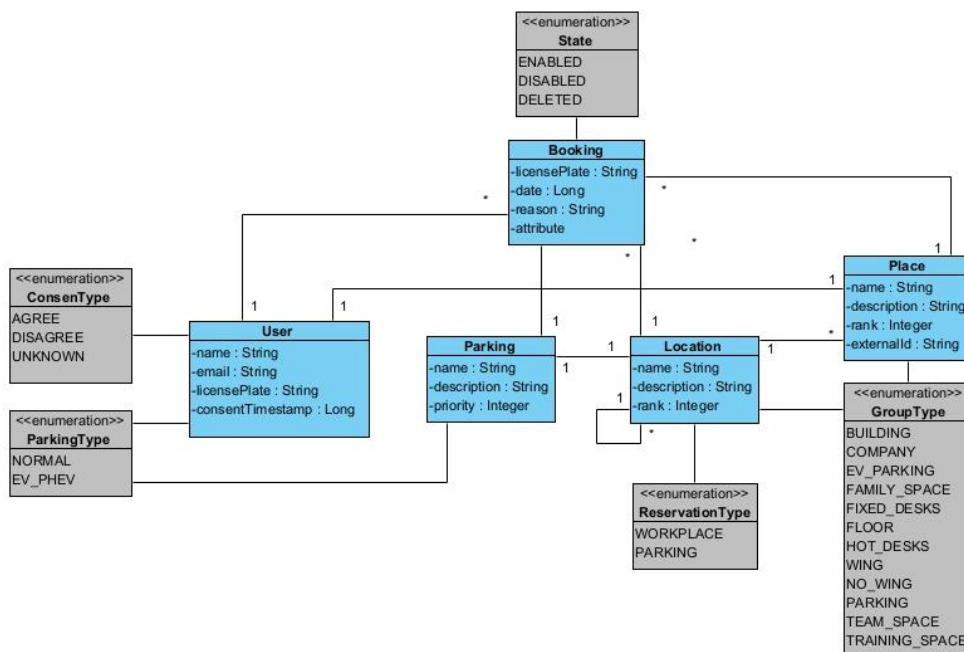 <<enumeration>>
State
ENABLED
DISABLED
DELETED
Booking
-licensePlate : String
-date : Long
-reason : String
-attribute
*
*
*
*
1
<<enumeration>>
ConsenType
AGREE
DISAGREE
UNKNOWN
1
1
1
User
-name : String
-email : String
-licensePlate : String
-consentTimestamp : Long
1
1
1
Parking
-name : String
-description : String
-priority : Integer
1
Location
-name : String
-description : String
-rank : Integer
1
*
1
*
Place
-name : String
-description : String
-rank : Integer
-externalId : String
<<enumeration>>
ParkingType
NORMAL
EV_PHEV
<<enumeration>>
ReservationType
WORKPLACE
PARKING
<<enumeration>>
GroupType
BUILDING
COMPANY
EV_PARKING
FAMILY_SPACE
FIXED_DESKS
FLOOR
HOT_DESKS
WING
NO_WING
PARKING
TEAM_SPACE
TRAINING_SPACE